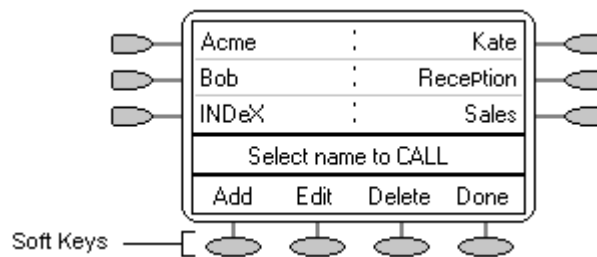 Acme : Kate
Bob : Reception
INDeX : Sales
Select name to CALL
Add Edit Delete Done
Soft Keys